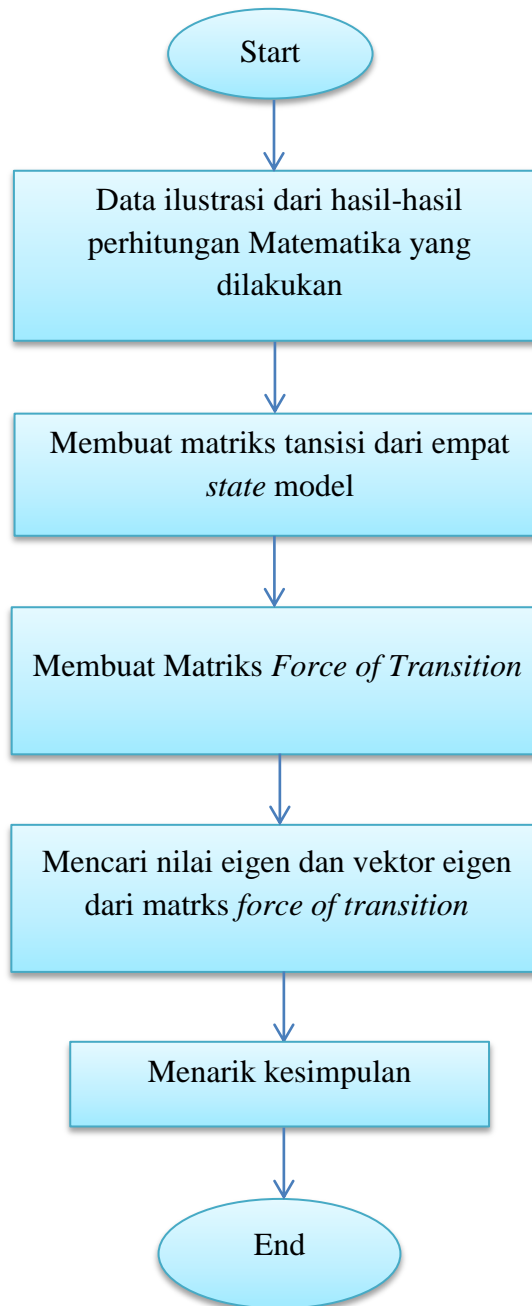 Start
Data ilustrasi dari hasil-hasil
perhitungan Matematika yang
dilakukan
Membuat matriks tansisi dari empat
state model
Membuat Matriks Force of Transition
Mencari nilai eigen dan vektor eigen
dari matrks force of transition
Menarik kesimpulan
End